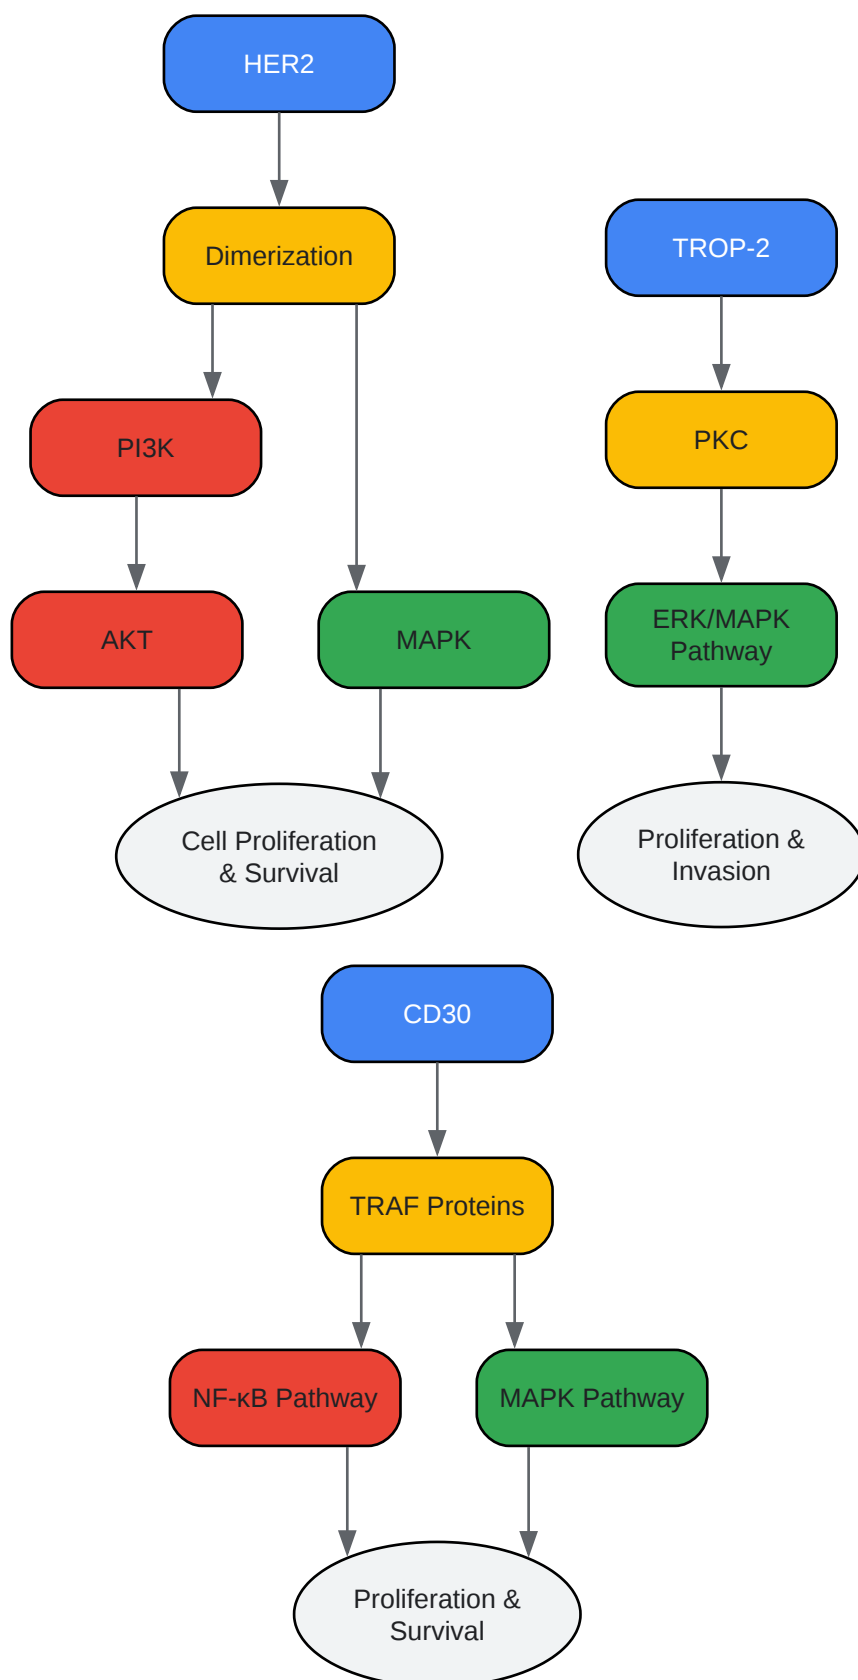 HER2
Dimerization
PI3K
AKT
MAPK
Cell Proliferation
& Survival
TROP-2
PKC
ERK/MAPK
Pathway
Proliferation &
Invasion
CD30
TRAF Proteins
NF-κB Pathway
MAPK Pathway
Proliferation &
Survival